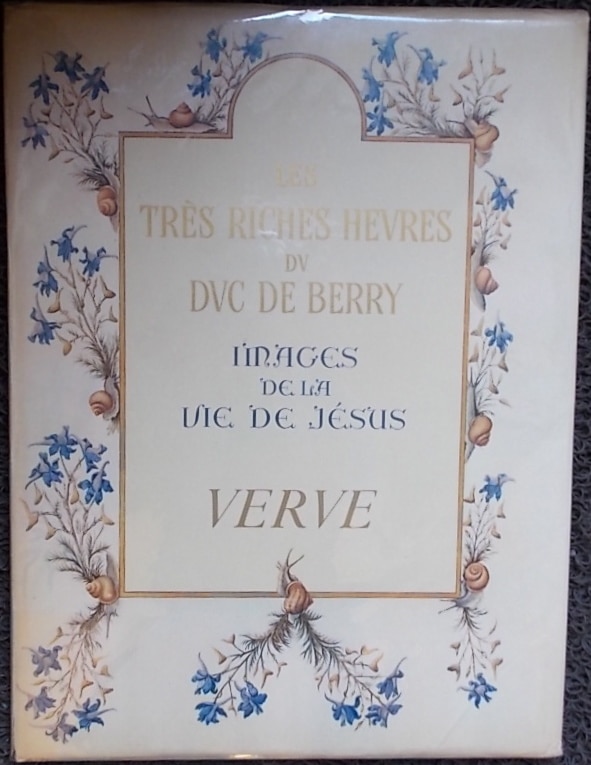 LES
TRÈS RICHES HEVRES
DV
DVC DE BERRY
IMAGES
DE LA
VIE DE JÉSUS
VERVE